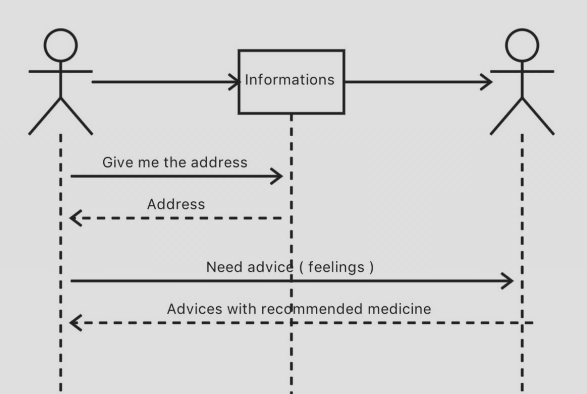 Informations
Give me the address
Address
Need advice ( feelings )
Advices with recommended medicine